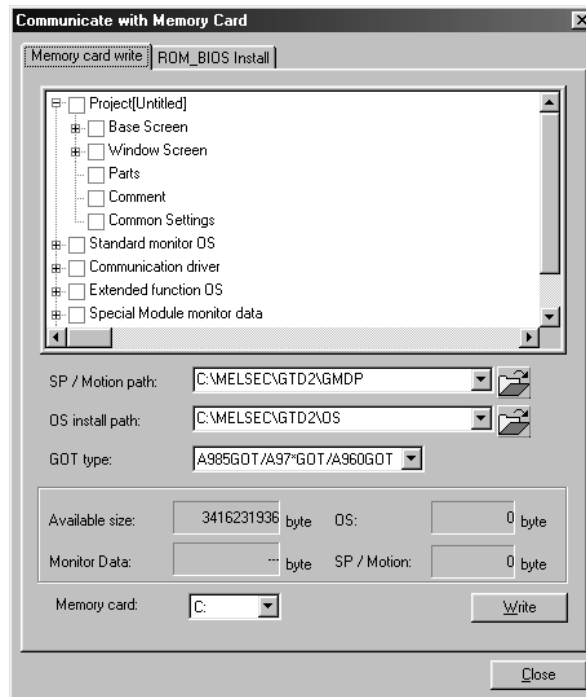 Communicate with Memory Card
Memory card write ROM_BIOS Install
Project[Untitled]
Base Screen
Window Screen
Parts
Comment
Common Settings
Standard monitor OS
Communication driver
Extended function OS
Special Module monitor data
SP / Motion path: C:\MELSEC\GTD2\GMDP
OS install path: C:\MELSEC\GTD2\OS
GOT type: A985GOT/A97*GOT/A960GOT
Available size: 3416231936 byte OS: 0 byte
Monitor Data: --- byte SP / Motion: 0 byte
Memory card: C: Write
Close